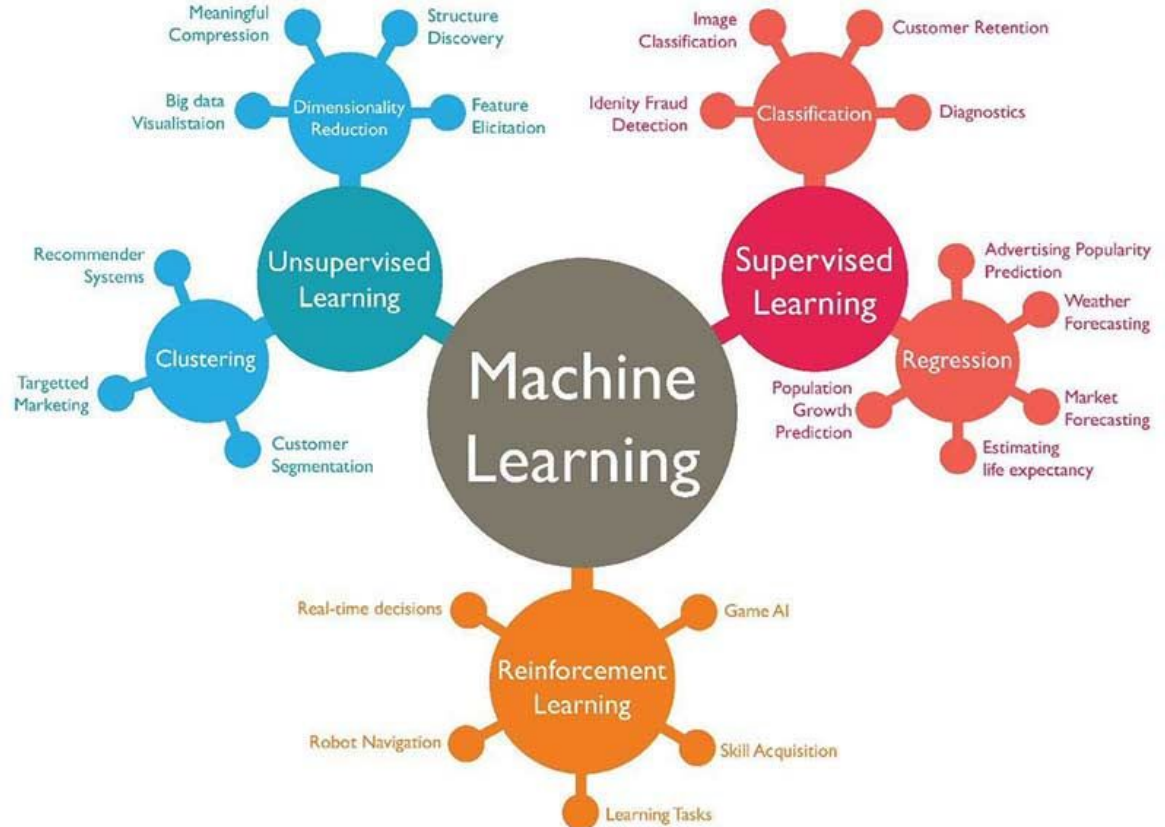 Meaningful
Compression
Structure
Discovery
Big data
Visualistaion
Dimensionality
Reduction
Feature
Elicitation
Unsupervised
Learning
Recommender
Systems
Clustering
Targetted
Marketing
Customer
Segmentation
Machine
Learning
Image
Classification
Customer Retention
Idenity Fraud
Detection
Classification
Diagnostics
Supervised
Learning
Advertising Popularity
Prediction
Weather
Forecasting
Regression
Population
Growth
Prediction
Market
Forecasting
Estimating
life expectancy
Real-time decisions
Game AI
Reinforcement
Learning
Robot Navigation
Skill Acquisition
Learning Tasks